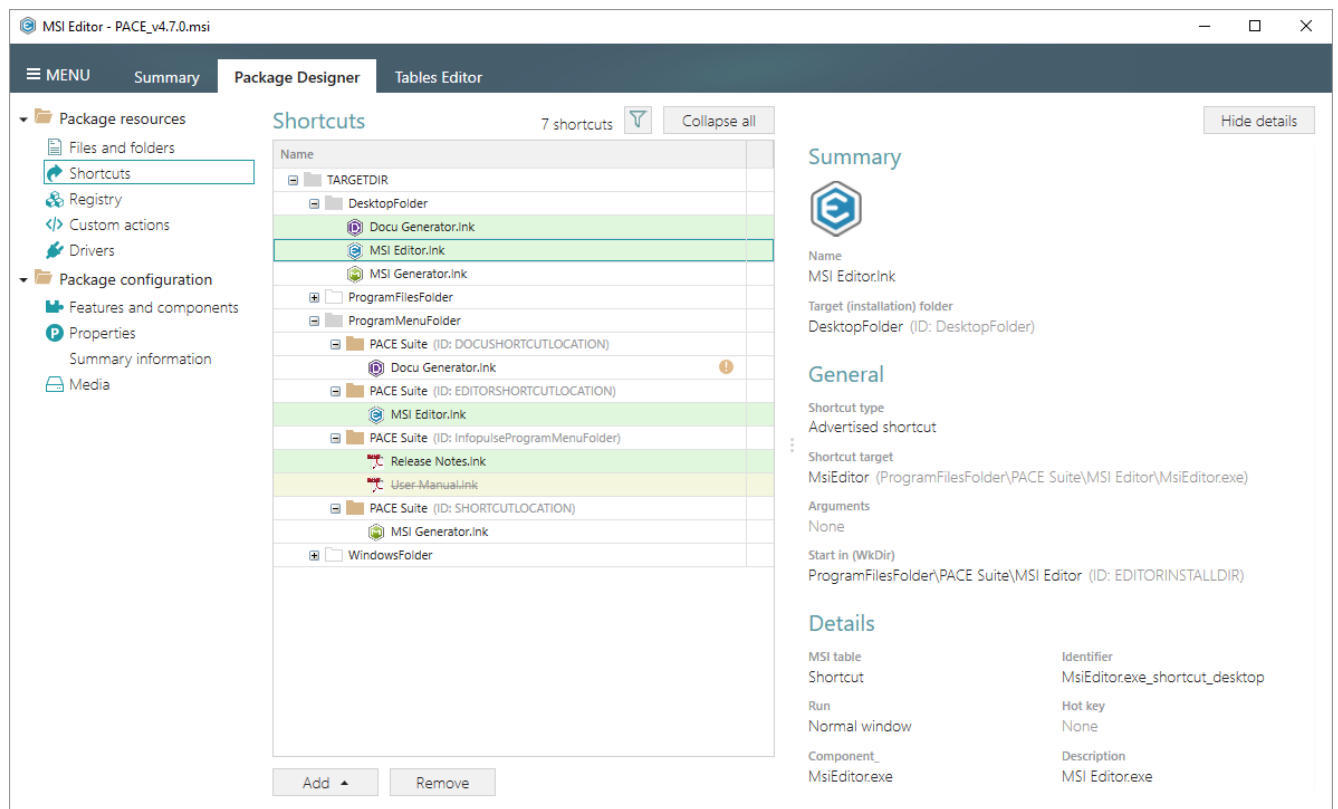 MSI Editor - PACE_v4.7.0.msi
MENU
Summary
Package Designer
Tables Editor
Package resources
Files and folders
Shortcuts
Registry
Custom actions
Drivers
Package configuration
Features and components
Properties
Summary information
Media
Shortcuts
7 shortcuts
Collapse all
Name
TARGETDIR
DesktopFolder
Docu Generator.lnk
MSI Editor.lnk
MSI Generator.lnk
ProgramFilesFolder
ProgramMenuFolder
PACE Suite (ID: DOCUSHORTCUTLOCATION)
Docu Generator.lnk
PACE Suite (ID: EDITORSHORTCUTLOCATION)
MSI Editor.lnk
PACE Suite (ID: InfopulseProgramMenuFolder)
Release Notes.lnk
User Manual.lnk
PACE Suite (ID: SHORTCUTLOCATION)
MSI Generator.lnk
WindowsFolder
Add
Remove
Hide details
Summary
Name
MSI Editor.lnk
Target (installation) folder
DesktopFolder (ID: DesktopFolder)
General
Shortcut type
Advertised shortcut
Shortcut target
MsiEditor (ProgramFilesFolder\PACE Suite\MSI Editor\MsiEditor.exe)
Arguments
None
Start in (WkDir)
ProgramFilesFolder\PACE Suite\MSI Editor (ID: EDITORINSTALLDIR)
Details
MSI table
Shortcut
Identifier
MsiEditor.exe_shortcut_desktop
Run
Normal window
Hot key
None
Component_
MsiEditor.exe
Description
MSI Editor.exe